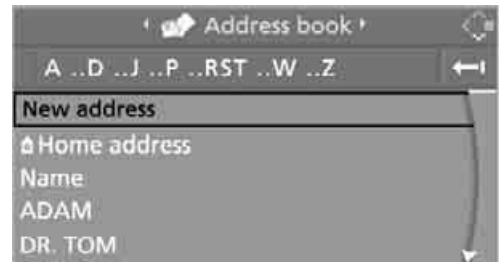 Address book
A ..D ..J ..P ..RST ..W ..Z
New address
Home address
Name
ADAM
DR. TOM